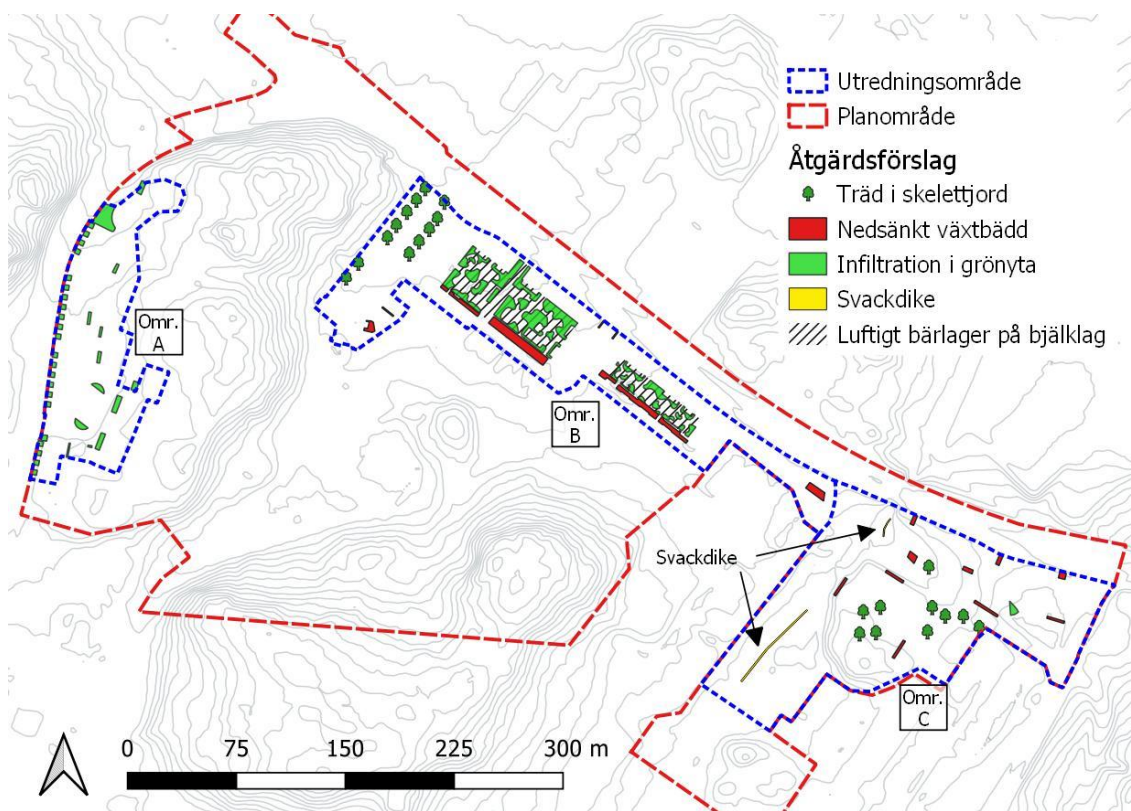 Utredningsområde
Planområde
Åtgärdsförslag
Träd i skelettjord
Nedsänkt växtbädd
Infiltration i grönyta
Svackdike
Luftigt bärlager på bjälklag
Omr.
A
Omr.
B
Svackdike
Omr.
C
0 75 150 225 300 m